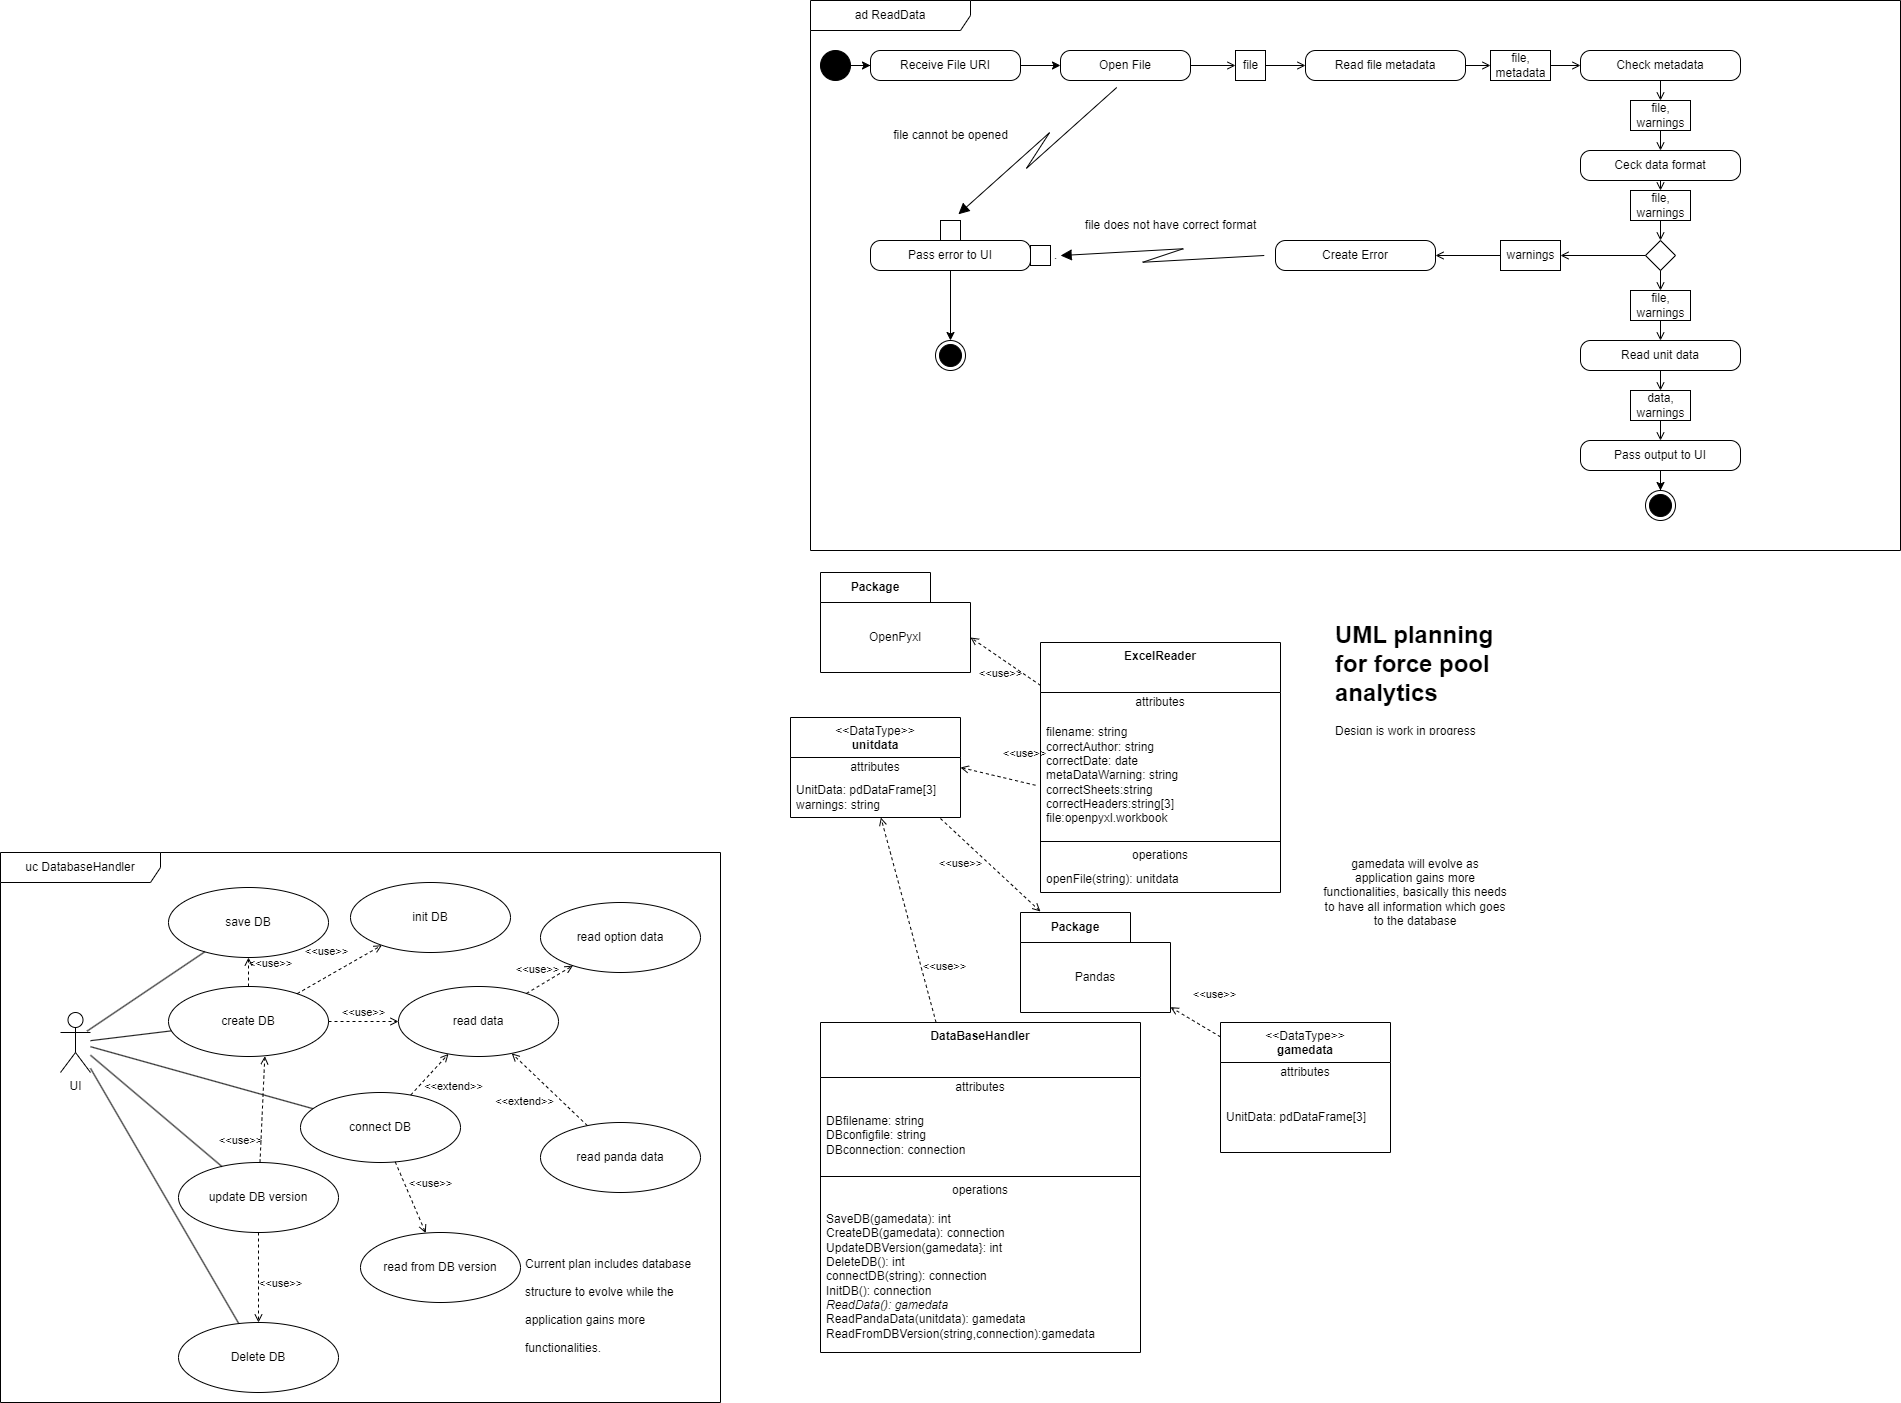 ad ReadData
Receive File URI
Open File
file
Read file metadata
file,
metadata
Check metadata
file,
warnings
file cannot be opened
Ceck data format
file,
warnings
file does not have correct format
Pass error to UI
.
Create Error
warnings
file,
warnings
Read unit data
data,
warnings
Pass output to UI
Package
OpenPyxl
<<use>>
ExcelReader
attributes
filename: string
correctAuthor: string
correctDate: date
metaDataWarning: string
correctSheets:string
correctHeaders:string[3]
file:openpyxl.workbook
operations
openFile(string): unitdata
UML planning
for force pool
analytics
Design is work in progress
<<DataType>>
unitdata
attributes
UnitData: pdDataFrame[3]
warnings: string
<<use>>
<<use>>
<<use>>
gamedata will evolve as
application gains more
functionalities, basically this needs
to have all information which goes
to the database
Package
Pandas
<<use>>
<<DataType>>
gamedata
attributes
UnitData: pdDataFrame[3]
DataBaseHandler
attributes
DBfilename: string
DBconfigfile: string
DBconnection: connection
operations
SaveDB(gamedata): int
CreateDB(gamedata): connection
UpdateDBVersion(gamedata}: int
DeleteDB(): int
connectDB(string): connection
InitDB(): connection
ReadData(): gamedata
ReadPandaData(unitdata): gamedata
ReadFromDBVersion(string,connection):gamedata
uc DatabaseHandler
save DB
init DB
read option data
<<use>>
<<use>>
<<use>>
create DB
<<use>>
read data
UI
<<extend>>
<<extend>>
connect DB
<<use>>
read panda data
<<use>>
update DB version
read from DB version
<<use>>
Delete DB
Current plan includes database
structure to evolve while the
application gains more
functionalities.